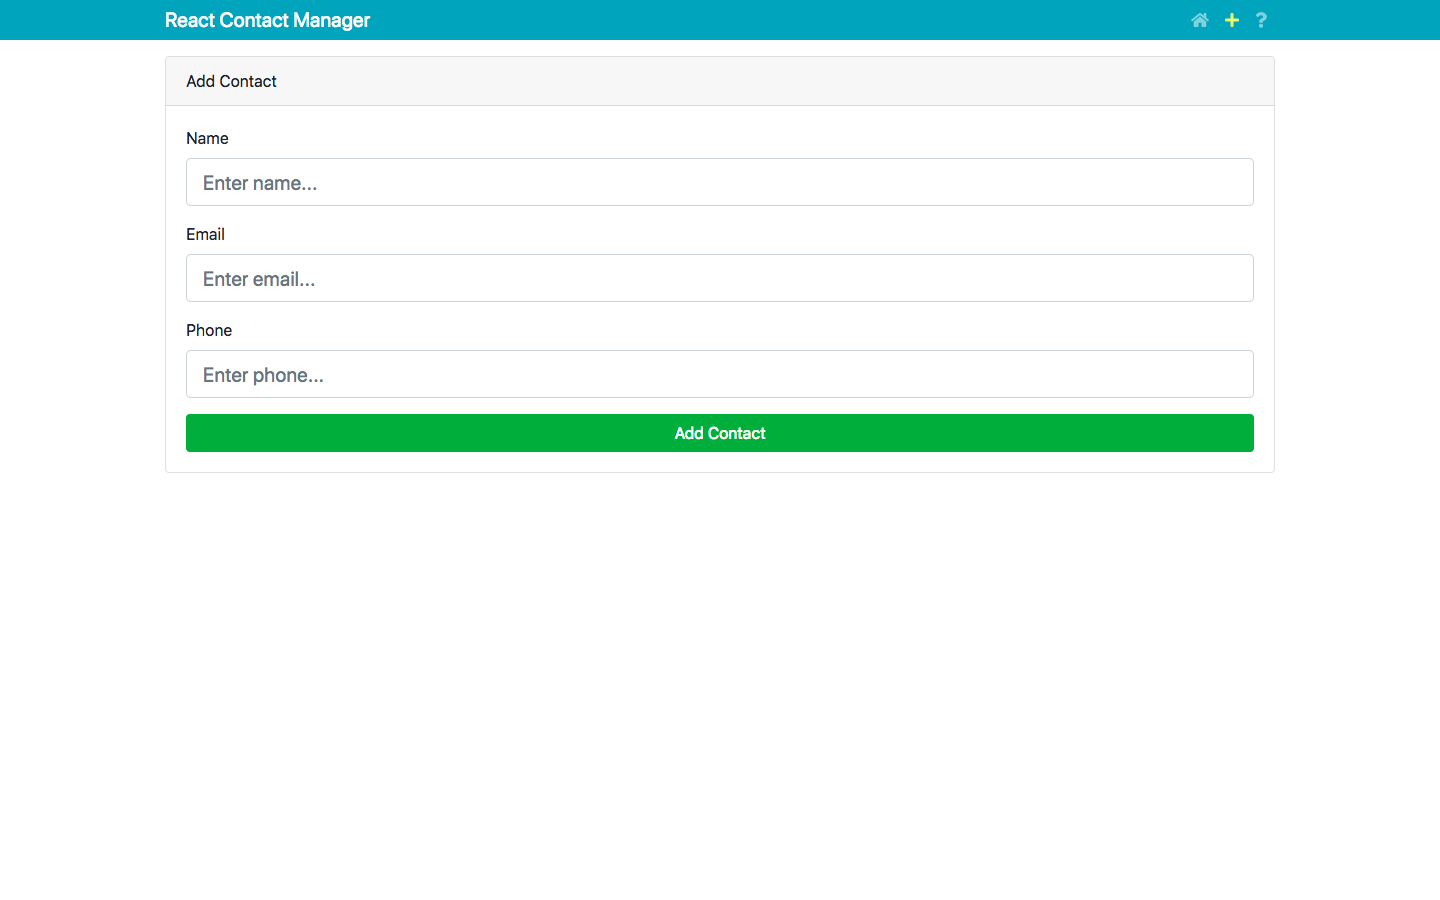 React Contact Manager
Add Contact
Name
Enter name...
Email
Enter email...
Phone
Enter phone...
Add Contact